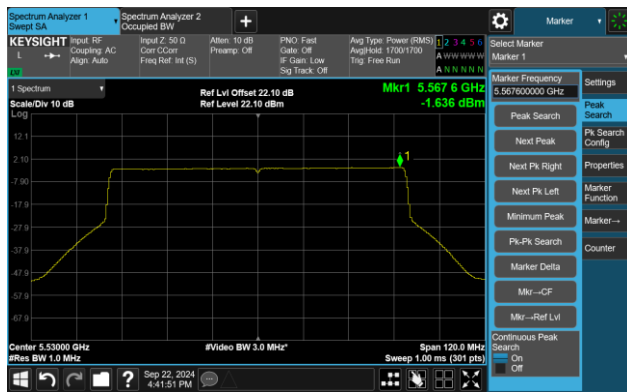 Spectrum Analyzer 1
Swept SA
Spectrum Analyzer 2
Occupied BW
+
Marker
KEYSIGHT
L
Input: RF
Coupling: AC
Align: Auto
Input Z: 50 Ω
Corr CCorr
Freq Ref: Int (S)
Atten: 10 dB
Preamp: Off
PNO: Fast
Gate: Off
IF Gain: Low
Sig Track: Off
Avg Type: Power (RMS)
Avg|Hold: 1700/1700
Trig: Free Run
1 2 3 4 5 6
A W W W W W
A N N N N N
Select Marker
Marker 1
1 Spectrum
Scale/Div 10 dB
Log
Ref Lvl Offset 22.10 dB
Ref Level 22.10 dBm
Mkr1 5.567 6 GHz
-1.636 dBm
12.1
2.10
-7.90
-17.9
-27.9
-37.9
-47.9
-57.9
-67.9
1
Center 5.53000 GHz
#Res BW 1.0 MHz
#Video BW 3.0 MHz*
Span 120.0 MHz
Sweep 1.00 ms (301 pts)
Marker Frequency
5.567600000 GHz
Peak Search
Next Peak
Next Pk Right
Next Pk Left
Minimum Peak
Pk-Pk Search
Marker Delta
Mkr→CF
Mkr→Ref Lvl
Continuous Peak
Search
On
Off
Settings
Peak
Search
Pk Search
Config
Properties
Marker
Function
Marker→
Counter
?
Sep 22, 2024
4:41:51 PM